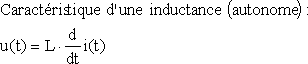 Caractéristique d'une inductance (autonome) :
u(t) = L · d/dt i(t)